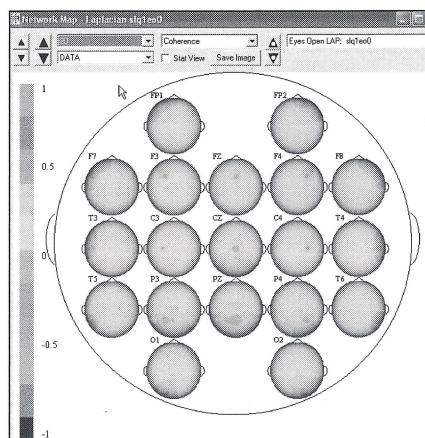 Network Map - Laplacian slq1eo0
Coherence
Eyes Open LAP: slq1eo0
DATA
Stat View
Save Image
1
FP1 FP2
0.5
F7 F3 FZ F4 F8
T3 C3 CZ C4 T4
0
T5 P3 PZ P4 T6
-0.5
O1 O2
-1